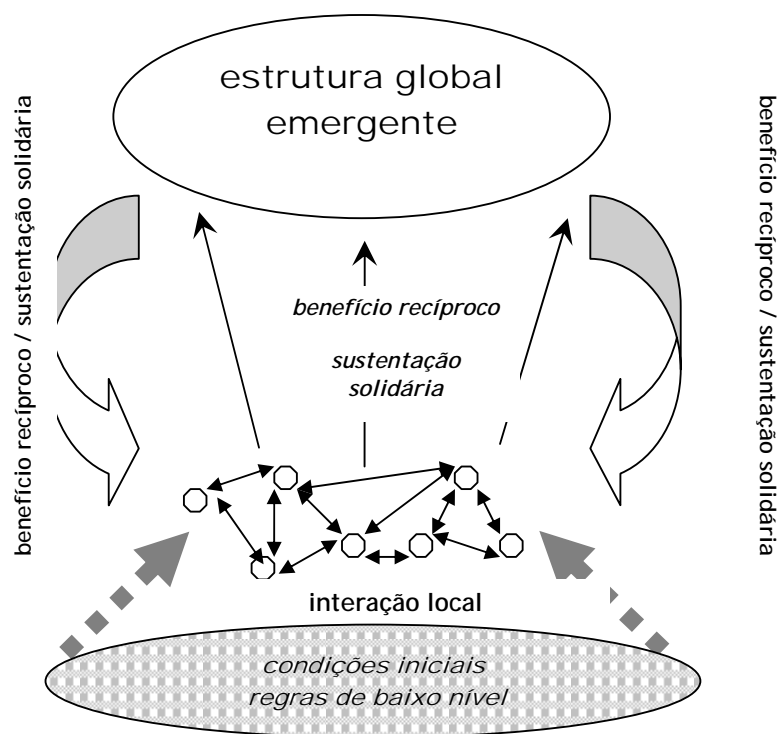 estrutura global
emergente
benefício recíproco / sustentação solidária
benefício recíproco / sustentação solidária
benefício recíproco
sustentação
solidária
interação local
condições iniciais
regras de baixo nível